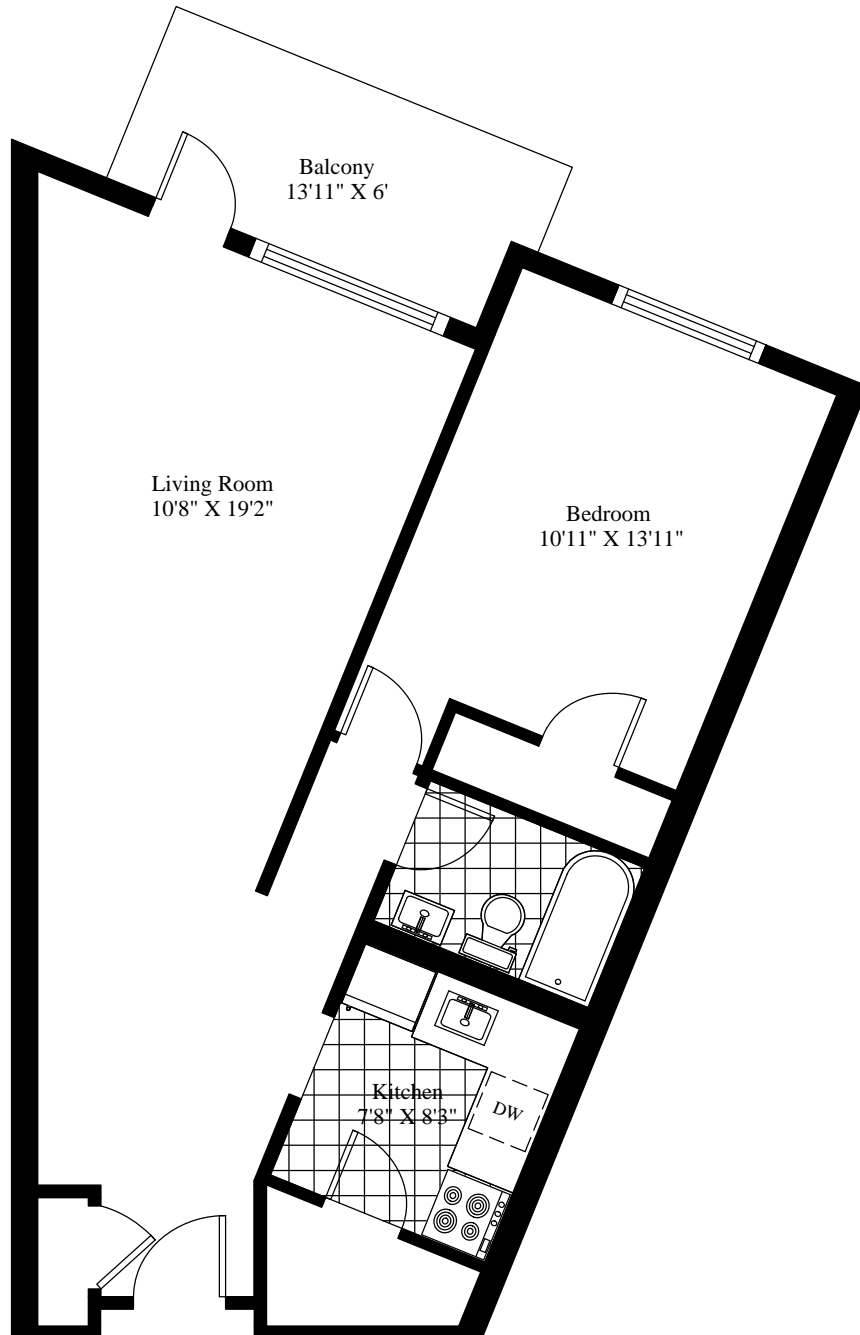 Balcony
13'11" X 6'
Living Room
10'8" X 19'2"
Bedroom
10'11" X 13'11"
Kitchen
7'8" X 8'3"
DW